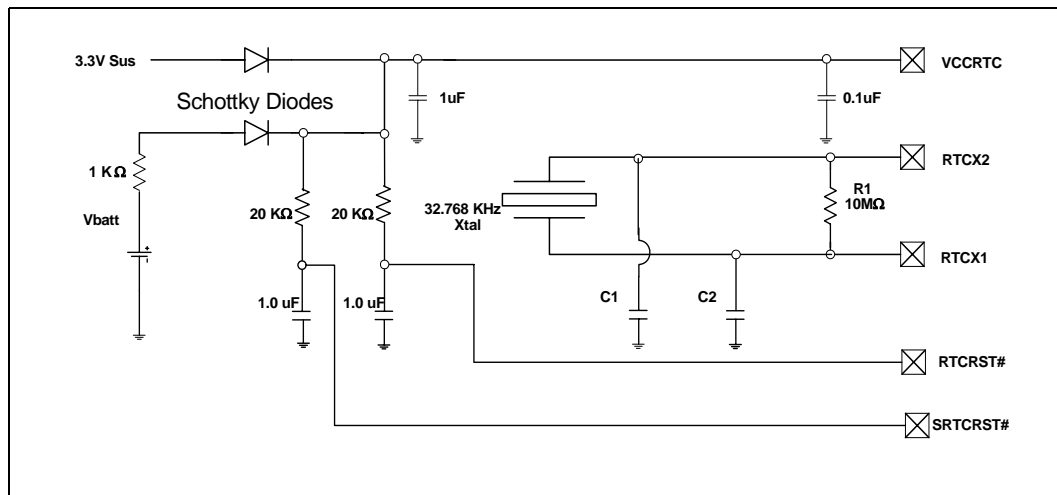 3.3V Sus
VCCRTC
1uF
0.1uF
Schottky Diodes
1 KΩ
Vbatt
+
-
20 KΩ
20 KΩ
32.768 KHz
Xtal
RTCX2
R1
10MΩ
RTCX1
1.0 uF
1.0 uF
C1
C2
RTCRST#
SRTCRST#